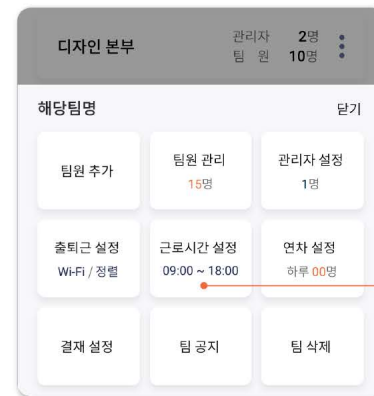 디자인 본부
관리자 2명
팀 원 10명
해당팀명 닫기
팀원 추가
팀원 관리
15명
관리자 설정
1명
출퇴근 설정
Wi-Fi / 정렬
근로시간 설정
09:00 ~ 18:00
연차 설정
하루 00명
결재 설정
팀 공지
팀 삭제